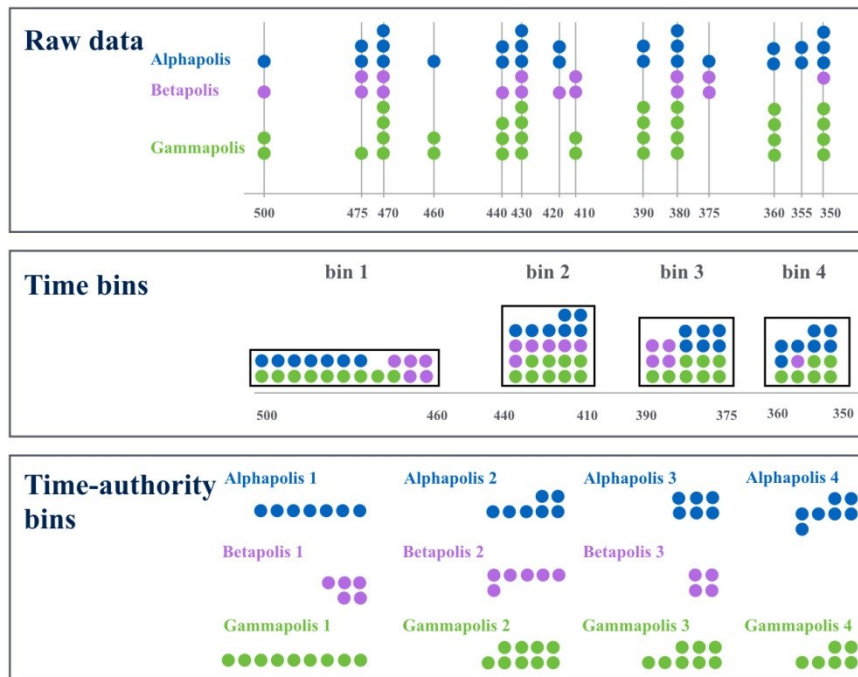 Raw data
Alphapolis
Betapolis
Gammapolis
500 475 470 460 440 430 420 410 390 380 375 360 355 350
Time bins
bin 1 bin 2 bin 3 bin 4
500 460 440 410 390 375 360 350
Time-authority
bins
Alphapolis 1 Alphapolis 2 Alphapolis 3 Alphapolis 4
Betapolis 1 Betapolis 2 Betapolis 3
Gammapolis 1 Gammapolis 2 Gammapolis 3 Gammapolis 4